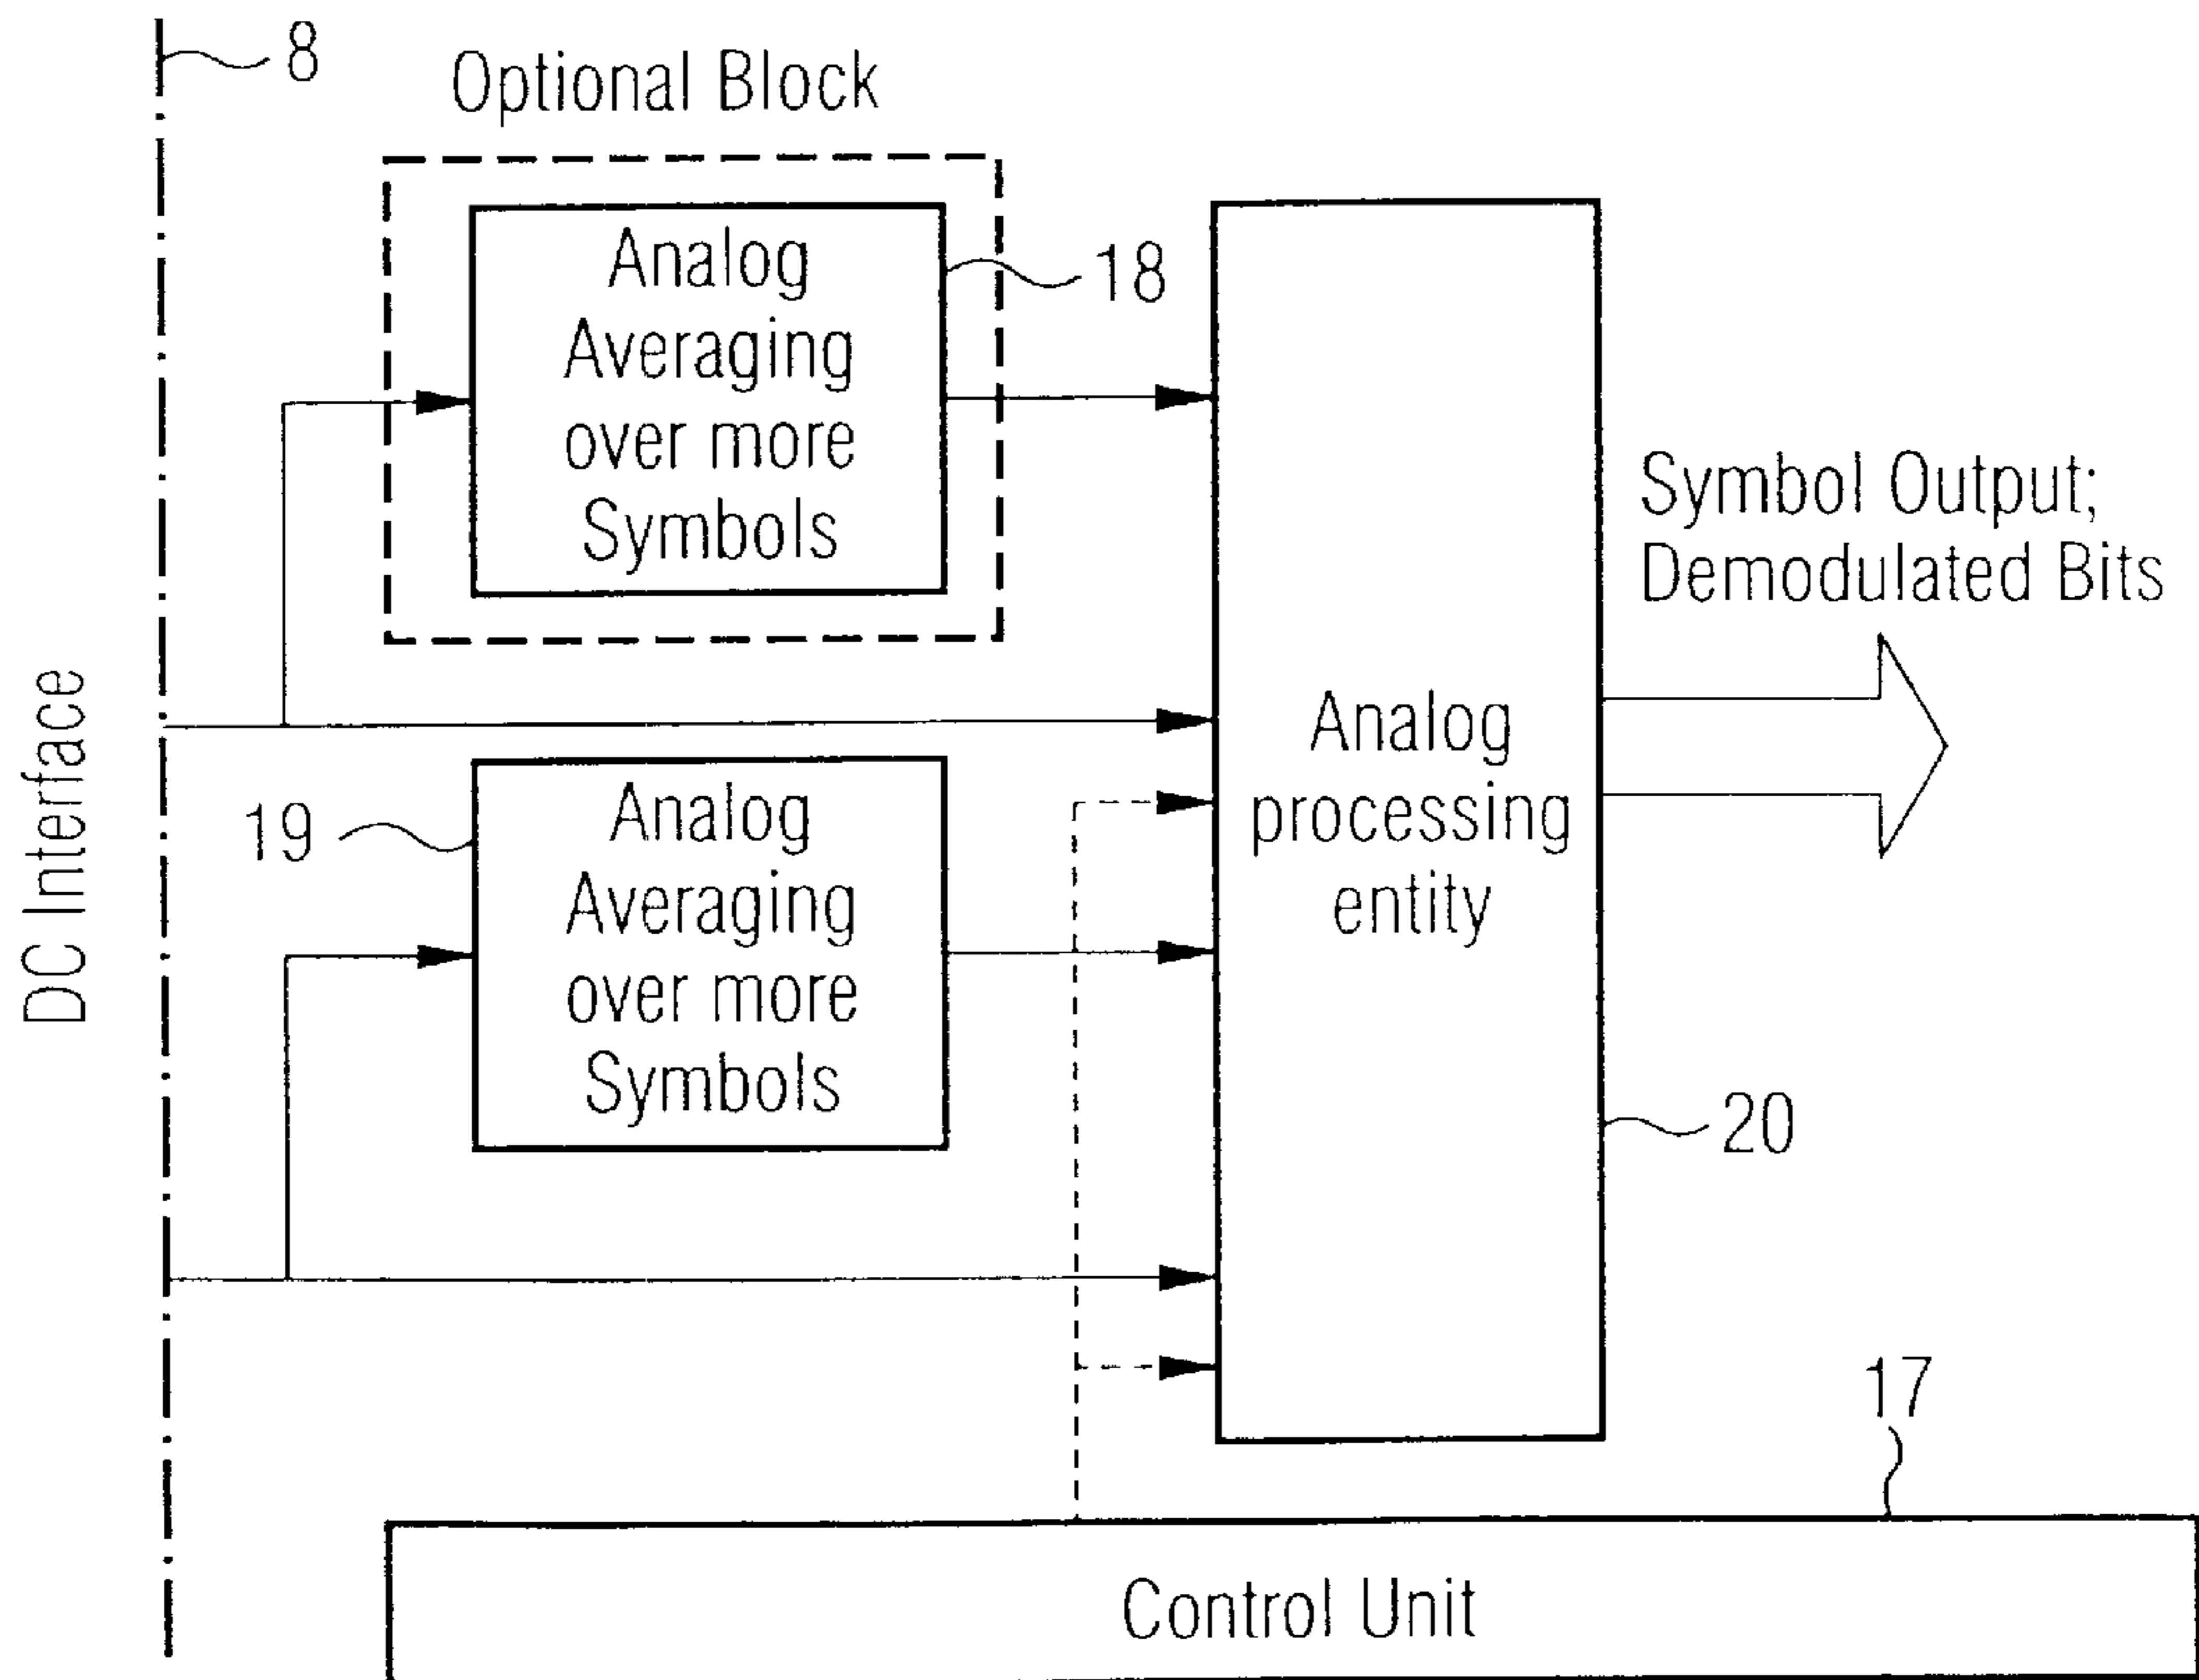 8
Optional Block
Analog
Averaging
over more
Symbols
18
Symbol Output;
Demodulated Bits
DC Interface
Analog
processing
entity
19
Analog
Averaging
over more
Symbols
20
17
Control Unit